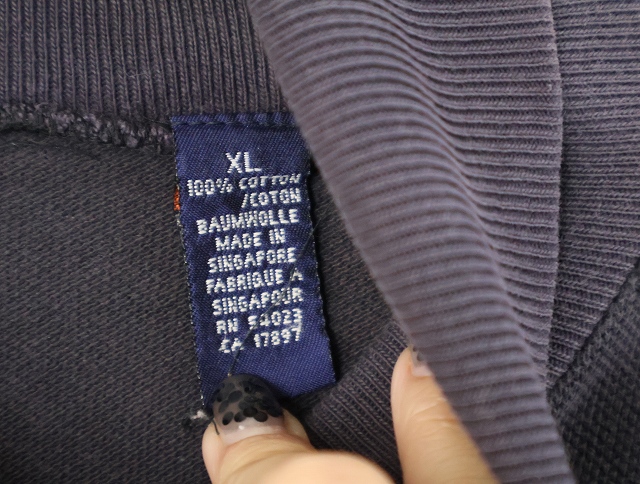 XL
100% COTTON
/COTON
BAUMWOLLE
MADE IN
SINGAPORE
FABRIQUE A
SINGAPOUR
RN 54023
CA 17897